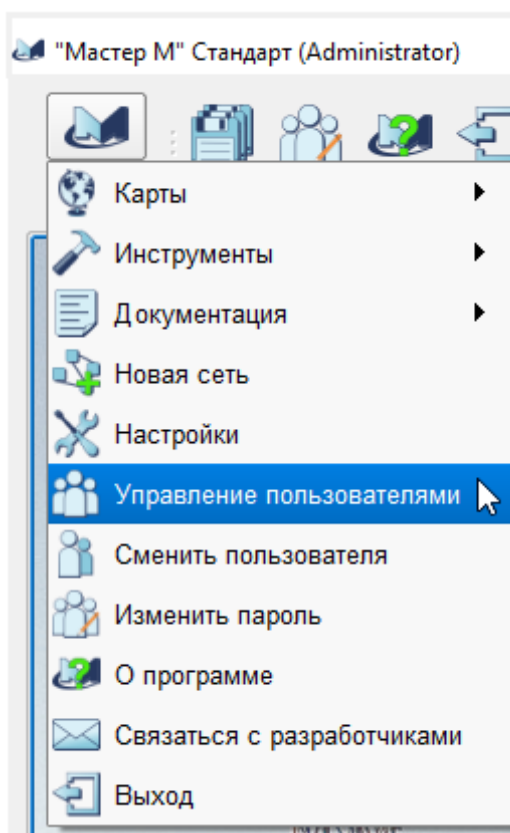 "Мастер М" Стандарт (Administrator)
Карты
Инструменты
Документация
Новая сеть
Настройки
Управление пользователями
Сменить пользователя
Изменить пароль
О программе
Связаться с разработчиками
Выход